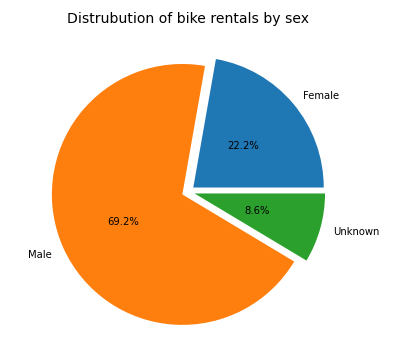 Distrubution of bike rentals by sex
Female
22.2%
69.2%
8.6%
Unknown
Male